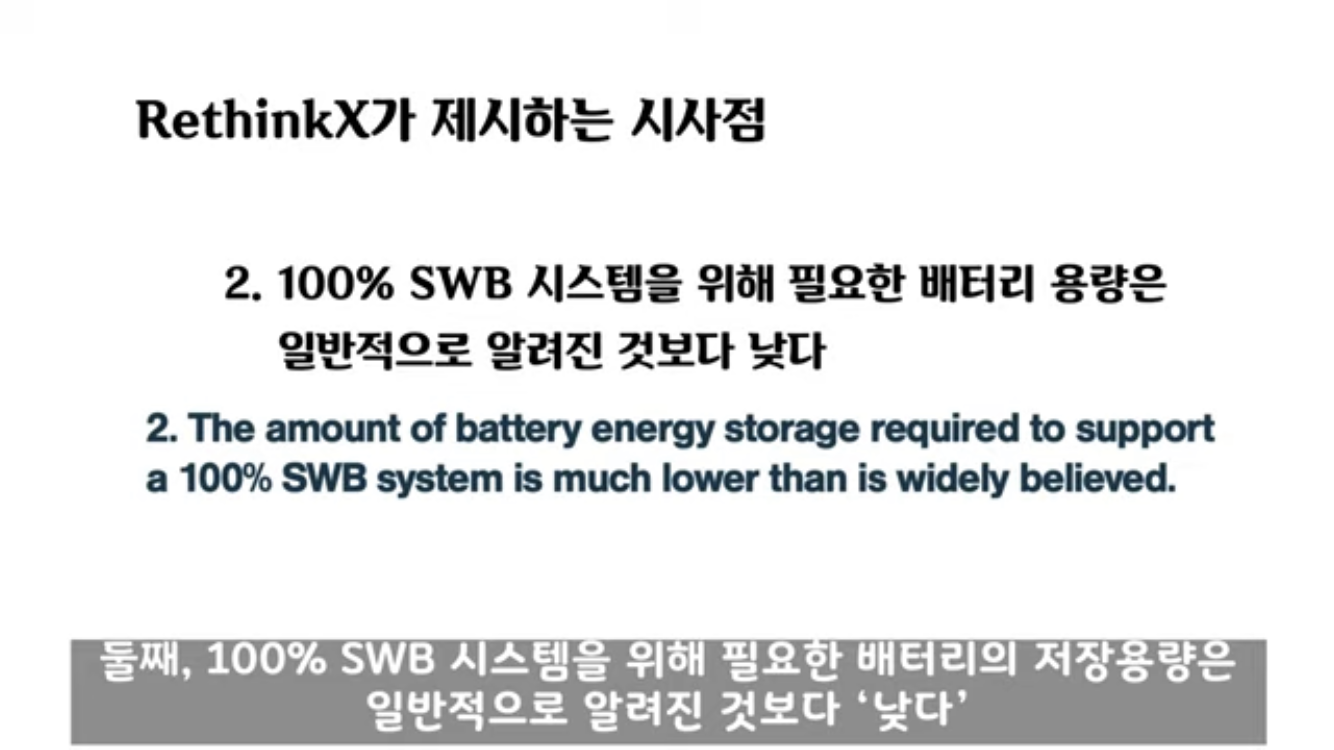 RethinkX가 제시하는 시사점
2. 100% SWB 시스템을 위해 필요한 배터리 용량은
일반적으로 알려진 것보다 낮다
2. The amount of battery energy storage required to support
a 100% SWB system is much lower than is widely believed.
둘째, 100% SWB 시스템을 위해 필요한 배터리의 저장용량은
일반적으로 알려진 것보다 ‘낮다’